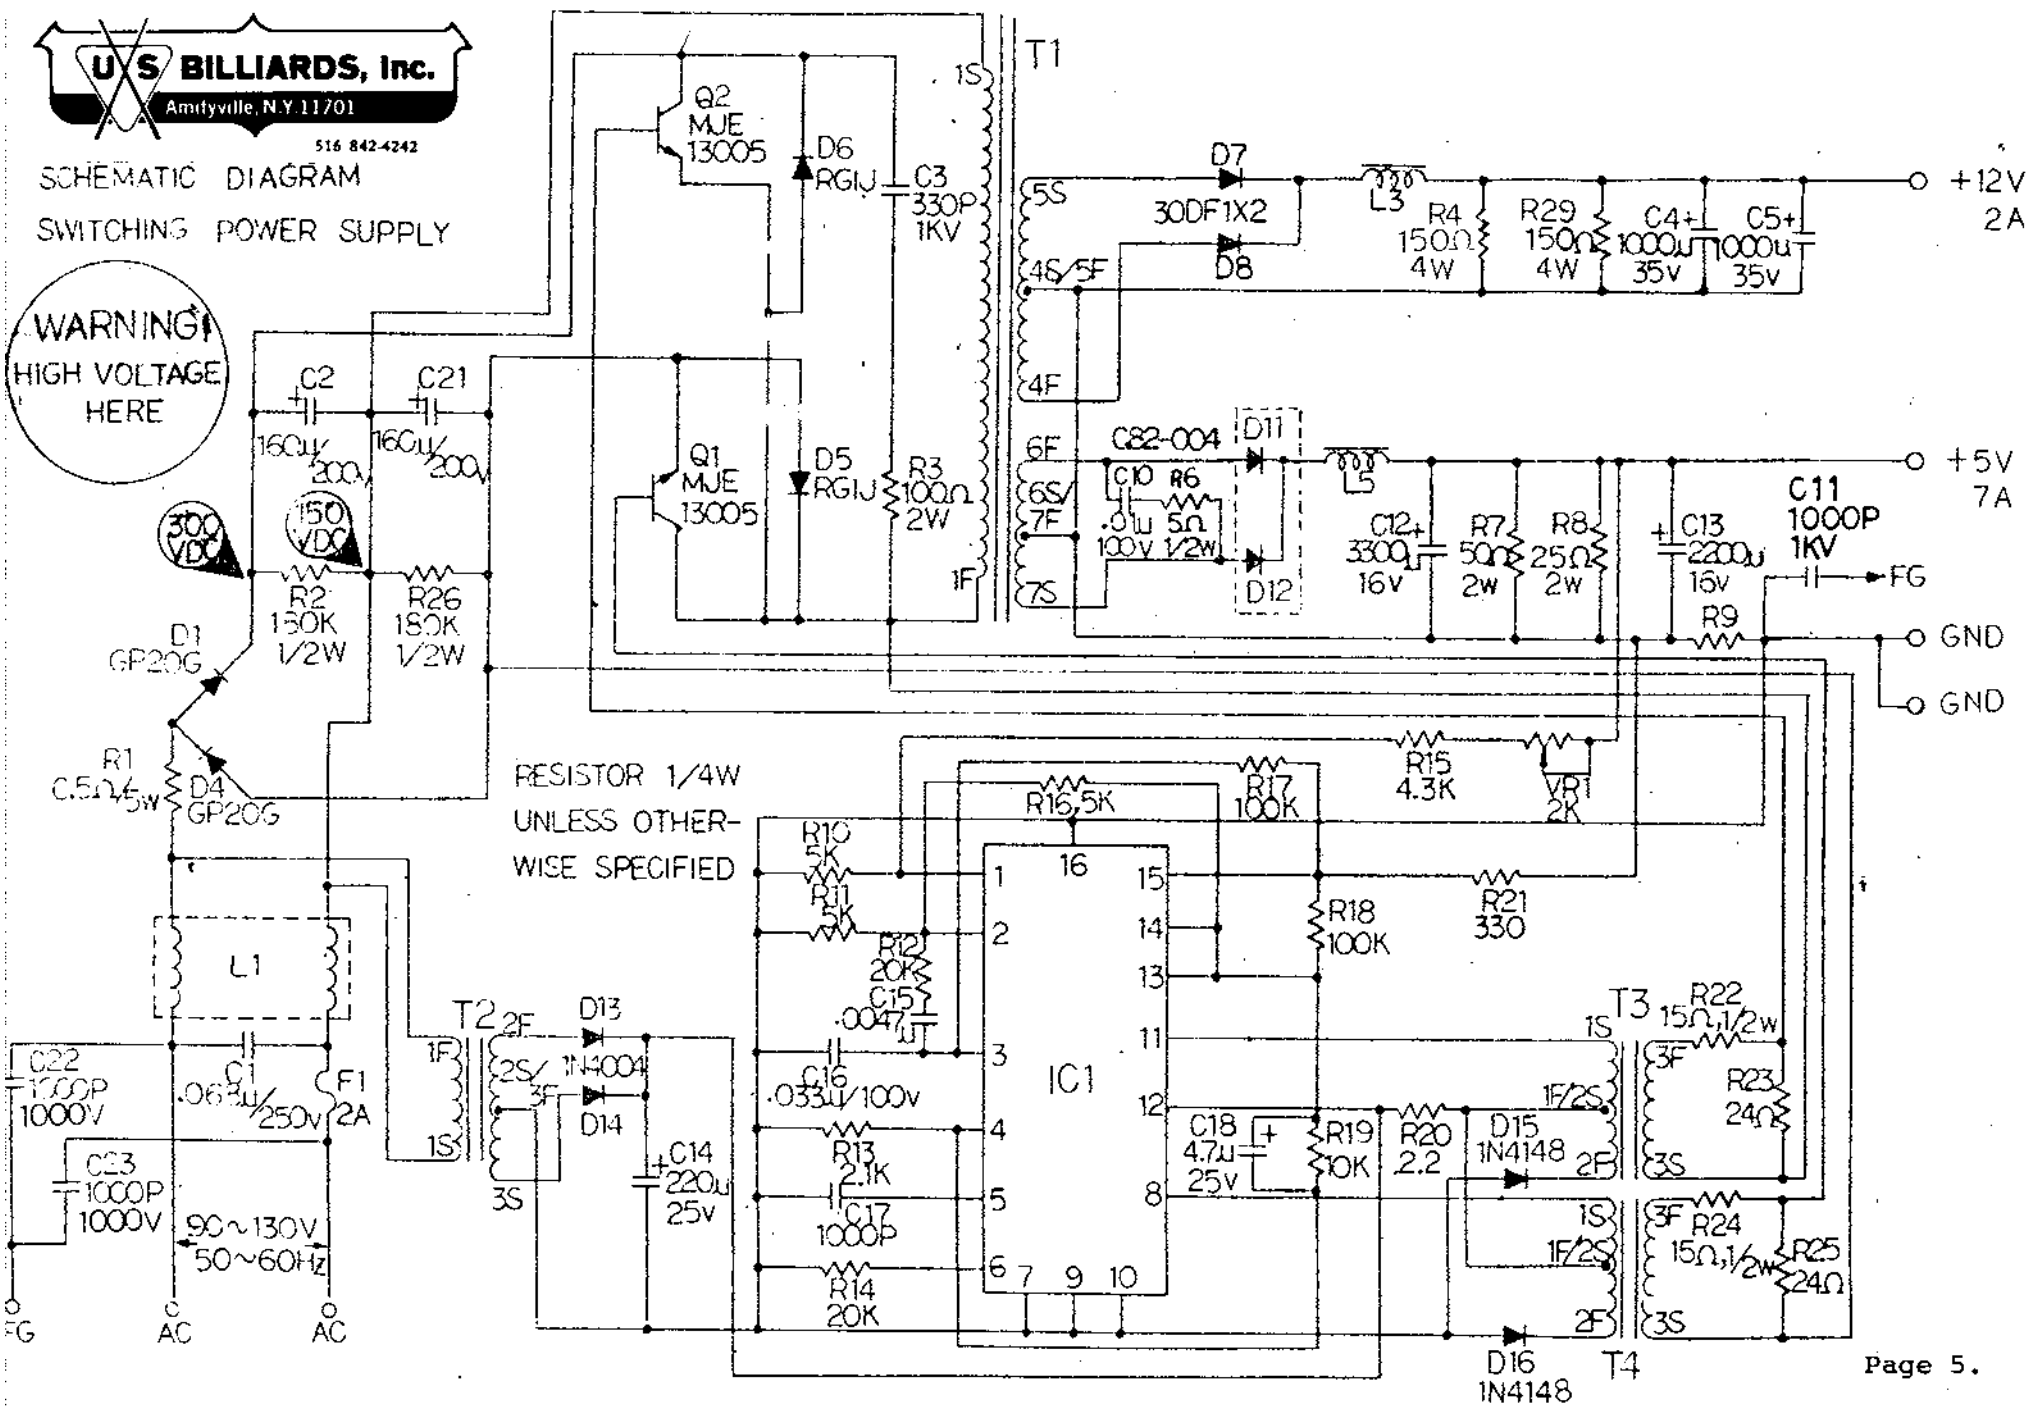 US BILLIARDS, Inc.
Amityville, N.Y. 11701
516 842-4242
SCHEMATIC DIAGRAM
SWITCHING POWER SUPPLY
WARNING!
HIGH VOLTAGE
HERE
T1
1S
1F
Q2
MJE
13005
D6
RG1J
C3
330P
1KV
5S
4S/5F
4F
D7
30DF1X2
D8
L3
R4
150Ω
4W
R29
150Ω
4W
C4+
1000u
35v
C5+
1000u
35v
+12V
2A
C2
+
160u/
200v
C21
+
160u/
200v
300
VDC
150
VDC
R2
180K
1/2W
R26
180K
1/2W
Q1
MJE
13005
D5
RG1J
R3
100Ω
2W
6F
6S/
7F
7S
C82-004
C10
.01u
100V
R6
5Ω
1/2W
D11
D12
L5
C12+
3300u
16v
R7
50Ω
2W
R8
25Ω
2W
+C13
2200u
16v
C11
1000P
1KV
FG
R9
+5V
7A
GND
GND
D1
GP20G
R1
0.5Ω/5W
D4
GP20G
RESISTOR 1/4W
UNLESS OTHER-
WISE SPECIFIED
R15
4.3K
VR1
2K
R16,5K
R17
100K
R10
5K
R11
5K
R12
20K
C15
.0047
u
C16
.033u/100v
R13
2.1K
C17
1000P
R14
20K
IC1
1
2
3
4
5
6
7
9
10
16
15
14
13
11
12
8
R18
100K
R21
330
R19
10K
C18
4.7u
25v
+
R20
2.2
D15
1N4148
D16
1N4148
T3
1S
1F/2S
2F
3F
3S
R22
15Ω,1/2W
R23
24Ω
T4
1S
1F/2S
2F
3F
3S
R24
15Ω,1/2W
R25
24Ω
L1
C1
/250v
F1
2A
C22
1000P
1000V
C23
1000P
1000V
90~130V
50~60Hz
FG
AC
AC
T2
1F
1S
2F
2S/
3F
3S
D13
1N4004
D14
+C14
220u
25v
Page 5.